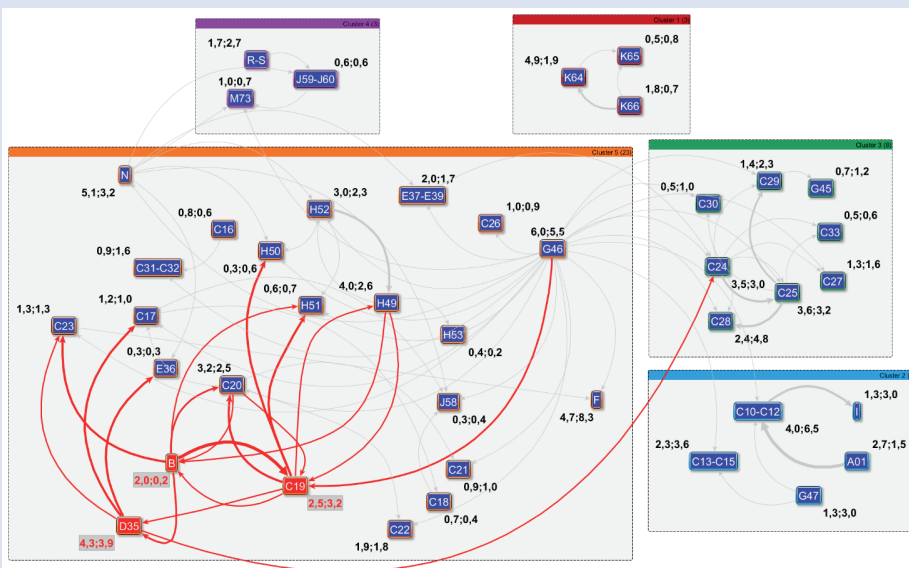 Cluster 4 (3)
1,7;2,7
R-S
0,6;0,6
J59-J60
1,0;0,7
M73
Cluster 1 (3)
0,5;0,8
K65
4,9;1,9
K64
1,8;0,7
K66
Cluster 5 (23)
N
5,1;3,2
3,0;2,3
H52
2,0;1,7
E37-E39
0,8;0,6
C16
1,0;0,9
C26
6,0;5,5
G46
H50
0,3;0,6
0,9;1,6
C31-C32
0,6;0,7
H51
4,0;2,6
H49
1,3;1,3
C23
1,2;1,0
C17
H53
0,4;0,2
0,3;0,3
E36
3,2;2,5
C20
J58
0,3;0,4
F
4,7;8,3
B
2,0;0,2
C19
2,5;3,2
C21
0,9;1,0
C18
0,7;0,4
D35
4,3;3,9
C22
1,9;1,8
Cluster 3 (8)
1,4;2,3
C29
0,7;1,2
G45
0,5;1,0
C30
0,5;0,6
C33
C24
3,5;3,0
1,3;1,6
C27
C25
3,6;3,2
C28
2,4;4,8
Cluster 2 (
1,3;3,0
I
C10-C12
4,0;6,5
2,3;3,6
C13-C15
2,7;1,5
A01
G47
1,3;3,0